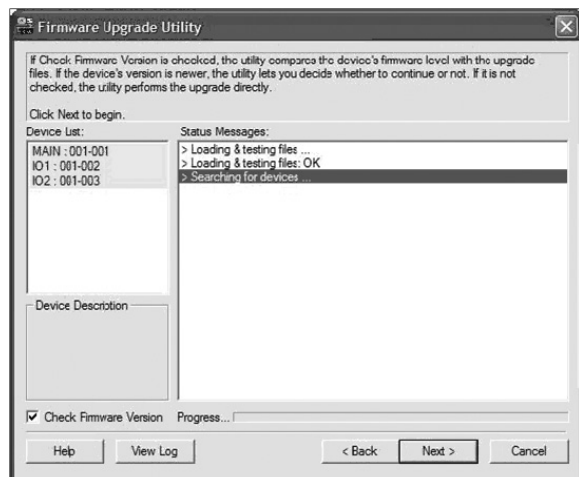 Firmware Upgrade Utility
If Check Firmware Version is checked, the utility compares the device's firmware level with the upgrade
files. If the device's version is newer, the utility lets you decide whether to continue or not. If it is not
checked, the utility performs the upgrade directly.
Click Next to begin.
Device List:
Status Messages:
MAIN : 001-001
IO1 : 001-002
IO2 : 001-003
> Loading & testing files ...
> Loading & testing files: OK
> Searching for devices ...
Device Description
Check Firmware Version
Progress...
Help
View Log
< Back
Next >
Cancel